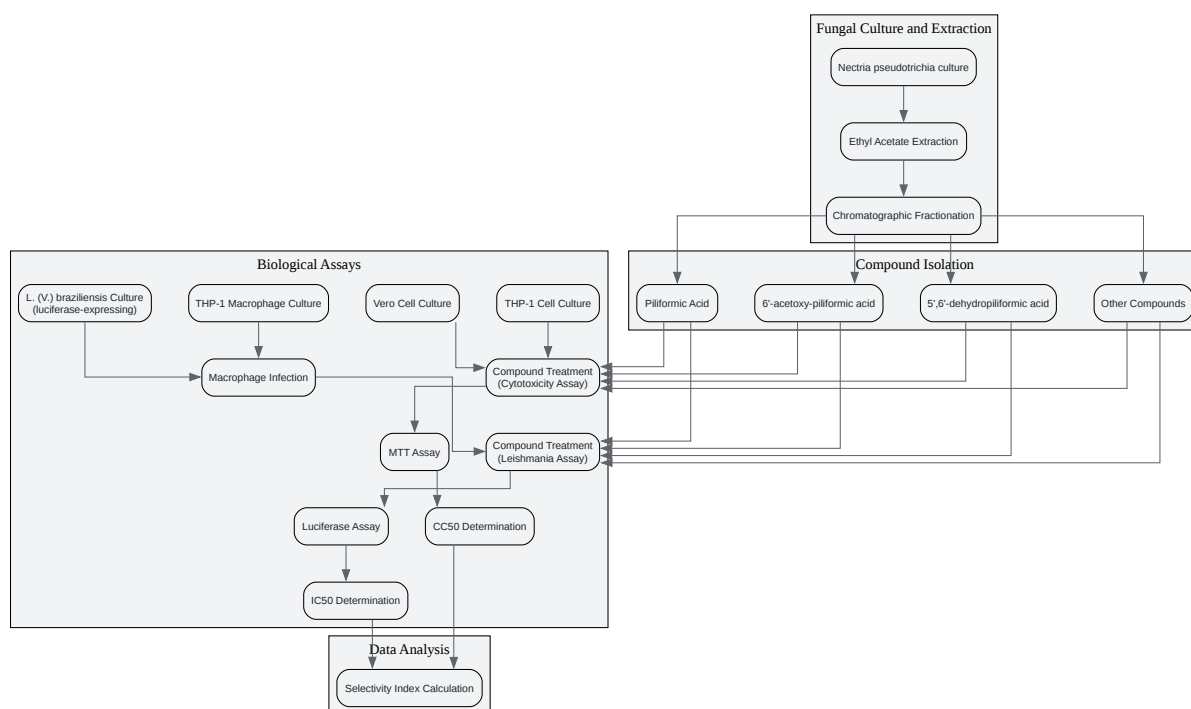 Fungal Culture and Extraction
Nectria pseudotrichia culture
Ethyl Acetate Extraction
Chromatographic Fractionation
Biological Assays
Compound Isolation
L. (V.) braziliensis Culture
(luciferase-expressing)
THP-1 Macrophage Culture
Vero Cell Culture
THP-1 Cell Culture
Piliformic Acid
6'-acetoxy-piliformic acid
5',6'-dehydropiliformic acid
Other Compounds
Macrophage Infection
Compound Treatment
(Cytotoxicity Assay)
MTT Assay
Compound Treatment
(Leishmania Assay)
Luciferase Assay
CC50 Determination
IC50 Determination
Data Analysis
Selectivity Index Calculation